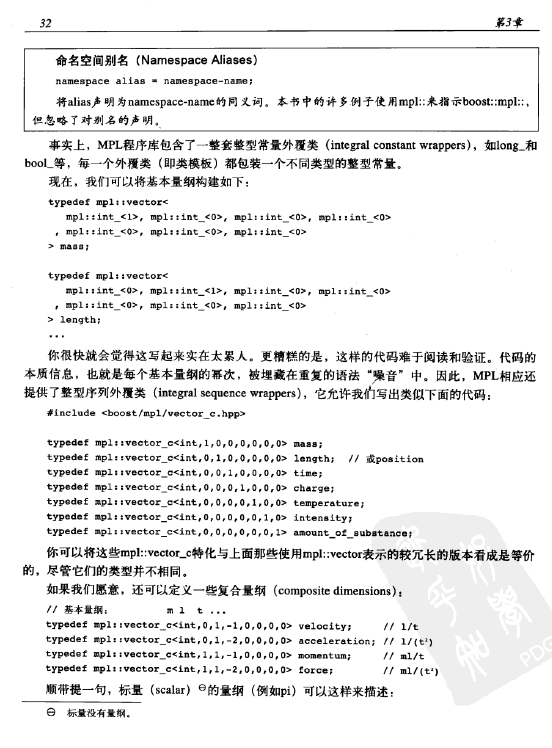 32
第3章
命名空间别名（Namespace Aliases）
namespace alias = namespace-name;
将alias声明为namespace-name的同义词。本书中的许多例子使用mpl::来指示boost::mpl::,
但忽略了对别名的声明。
事实上，MPL程序库包含了一整套整型常量外覆类（integral constant wrappers），如long_和
bool_等，每一个外覆类（即类模板）都包装一个不同类型的整型常量。
现在，我们可以将基本量纲构建如下：
typedef mpl::vector<
mpl::int_<1>, mpl::int_<0>, mpl::int_<0>, mpl::int_<0>
, mpl::int_<0>, mpl::int_<0>, mpl::int_<0>
> mass;
typedef mpl::vector<
mpl::int_<0>, mpl::int_<1>, mpl::int_<0>, mpl::int_<0>
, mpl::int_<0>, mpl::int_<0>, mpl::int_<0>
> length;
...
你很快就会觉得这写起来实在太累人。更糟糕的是，这样的代码难于阅读和验证。代码的
本质信息，也就是每个基本量纲的幂次，被埋藏在重复的语法“噪音”中。因此，MPL相应还
提供了整型序列外覆类（integral sequence wrappers），它允许我们写出类似下面的代码：
#include <boost/mpl/vector_c.hpp>
typedef mpl::vector_c<int,1,0,0,0,0,0,0> mass;
typedef mpl::vector_c<int,0,1,0,0,0,0,0> length; // 或position
typedef mpl::vector_c<int,0,0,1,0,0,0,0> time;
typedef mpl::vector_c<int,0,0,0,1,0,0,0> charge;
typedef mpl::vector_c<int,0,0,0,0,1,0,0> temperature;
typedef mpl::vector_c<int,0,0,0,0,0,1,0> intensity;
typedef mpl::vector_c<int,0,0,0,0,0,0,1> amount_of_substance;
你可以将这些mpl::vector_c特化与上面那些使用mpl::vector表示的较冗长的版本看成是等价
的，尽管它们的类型并不相同。
如果我们愿意，还可以定义一些复合量纲（composite dimensions）：
// 基本量纲: m l t ...
typedef mpl::vector_c<int,0,1,-1,0,0,0,0> velocity; // l/t
typedef mpl::vector_c<int,0,1,-2,0,0,0,0> acceleration; // l/(t²)
typedef mpl::vector_c<int,1,1,-1,0,0,0,0> momentum; // ml/t
typedef mpl::vector_c<int,1,1,-2,0,0,0,0> force; // ml/(t²)
顺带提一句，标量（scalar）㊀的量纲（例如pi）可以这样来描述：
㊀ 标量没有量纲。
PDG